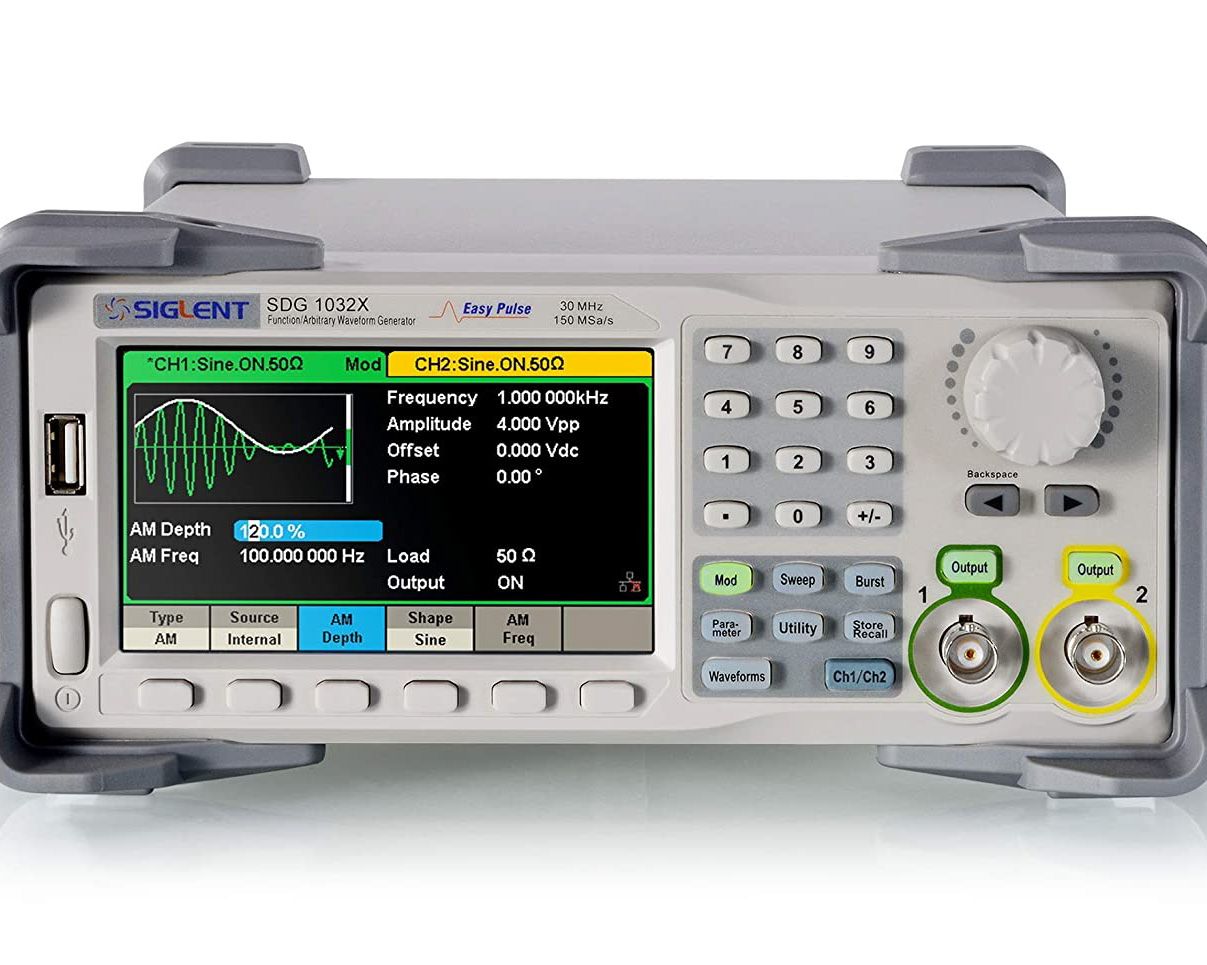 SIGLENT SDG 1032X Easy Pulse 30 MHz
Function/Arbitrary Waveform Generator 150 MSa/s
*CH1:Sine.ON.50Ω Mod CH2:Sine.ON.50Ω
Frequency 1.000 000kHz
Amplitude 4.000 Vpp
Offset 0.000 Vdc
Phase 0.00 °
AM Depth 120.0 %
AM Freq 100.000 000 Hz Load 50 Ω
Output ON
Type Source AM Depth Shape AM Freq
AM Internal Sine
7 8 9
4 5 6
1 2 3
. 0 +/-
Backspace
Mod Sweep Burst
Para-meter Utility Store Recall
Waveforms Ch1/Ch2
Output Output
1 2